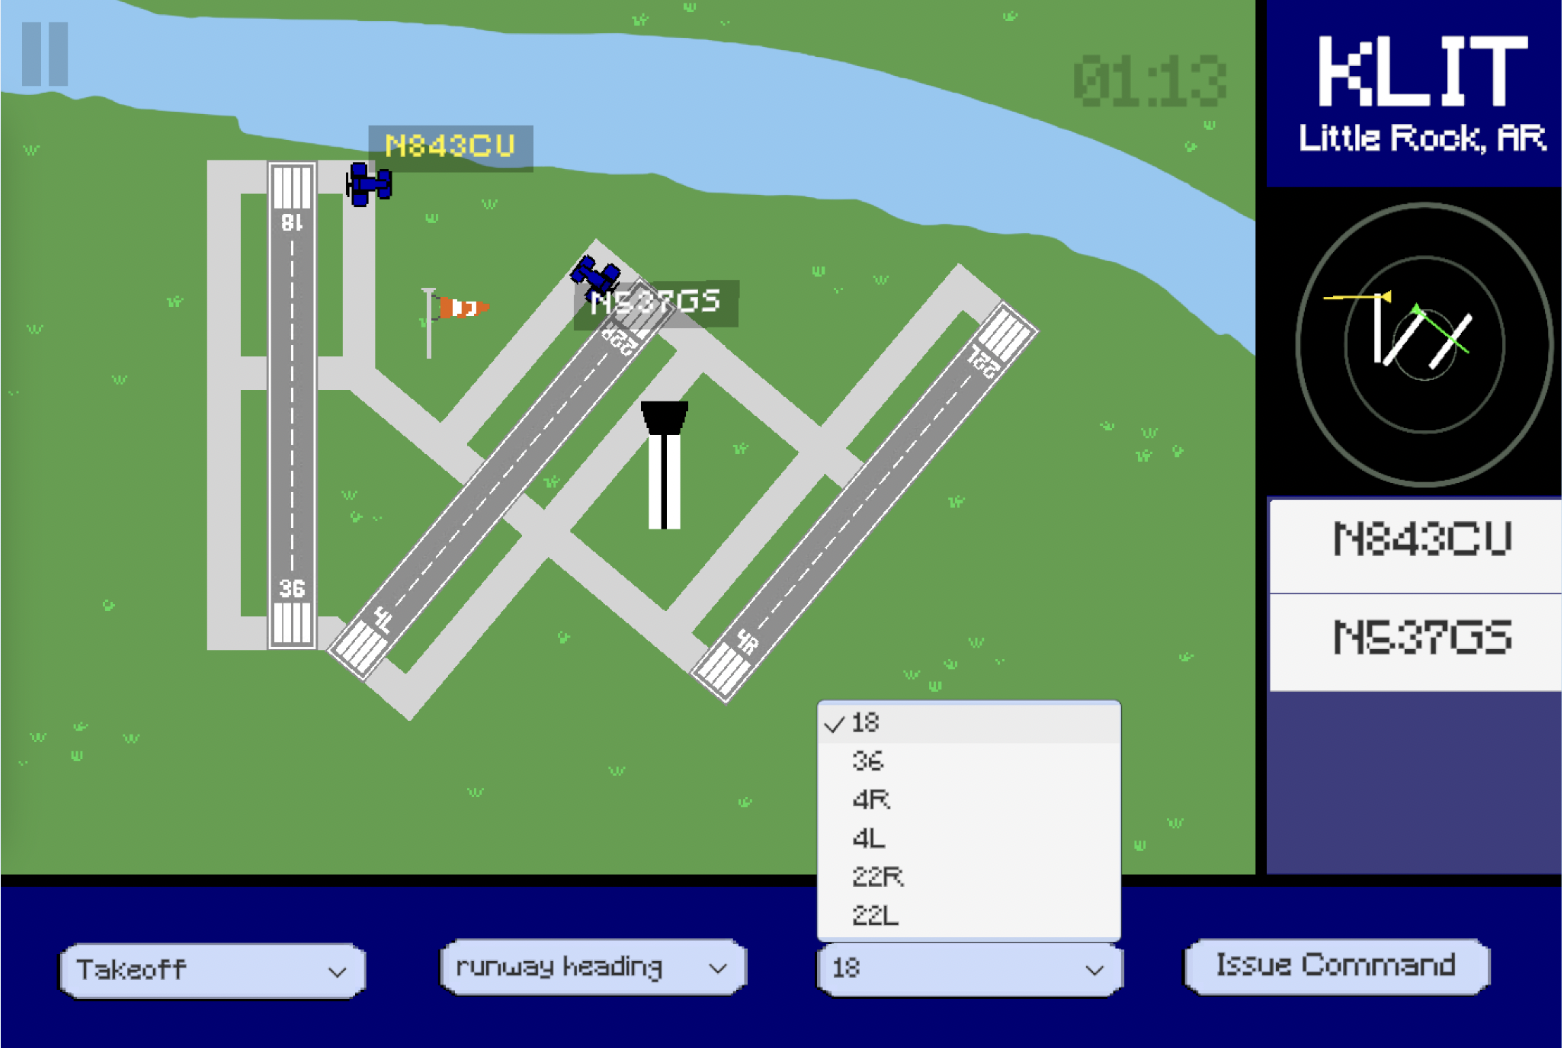 01:13
KLIT
Little Rock, AR
N843CU
18
N537GS
22R
22L
36
4L
4R
N843CU
N537GS
18
36
4R
4L
22R
22L
Takeoff
runway heading
18
Issue Command